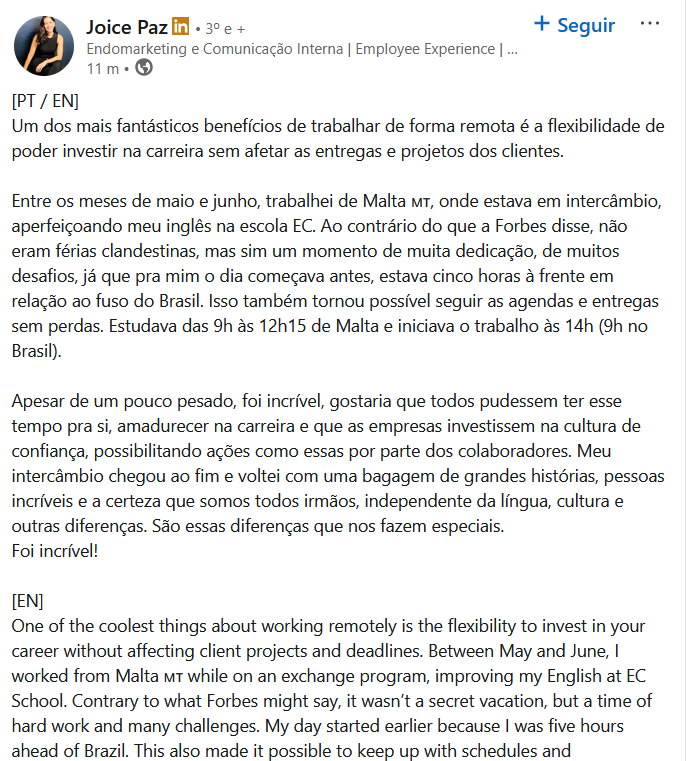 Joice Paz in • 3º e +
+ Seguir ...
Endomarketing e Comunicação Interna | Employee Experience | ...
11 m •
[PT / EN]
Um dos mais fantásticos benefícios de trabalhar de forma remota é a flexibilidade de
poder investir na carreira sem afetar as entregas e projetos dos clientes.
Entre os meses de maio e junho, trabalhei de Malta ᴍᴛ, onde estava em intercâmbio,
aperfeiçoando meu inglês na escola EC. Ao contrário do que a Forbes disse, não
eram férias clandestinas, mas sim um momento de muita dedicação, de muitos
desafios, já que pra mim o dia começava antes, estava cinco horas à frente em
relação ao fuso do Brasil. Isso também tornou possível seguir as agendas e entregas
sem perdas. Estudava das 9h às 12h15 de Malta e iniciava o trabalho às 14h (9h no
Brasil).
Apesar de um pouco pesado, foi incrível, gostaria que todos pudessem ter esse
tempo pra si, amadurecer na carreira e que as empresas investissem na cultura de
confiança, possibilitando ações como essas por parte dos colaboradores. Meu
intercâmbio chegou ao fim e voltei com uma bagagem de grandes histórias, pessoas
incríveis e a certeza que somos todos irmãos, independente da língua, cultura e
outras diferenças. São essas diferenças que nos fazem especiais.
Foi incrível!
[EN]
One of the coolest things about working remotely is the flexibility to invest in your
career without affecting client projects and deadlines. Between May and June, I
worked from Malta ᴍᴛ while on an exchange program, improving my English at EC
School. Contrary to what Forbes might say, it wasn’t a secret vacation, but a time of
hard work and many challenges. My day started earlier because I was five hours
ahead of Brazil. This also made it possible to keep up with schedules and